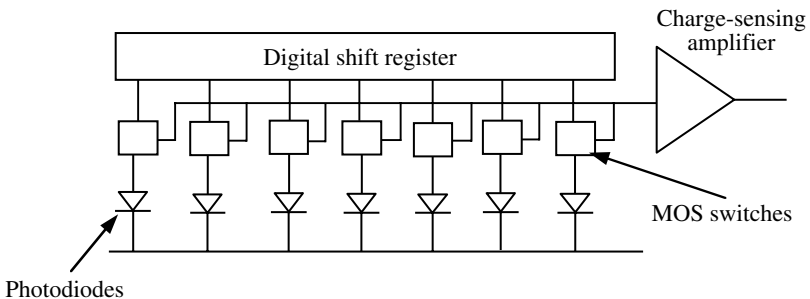 Charge-sensing
amplifier
Digital shift register
MOS switches
Photodiodes